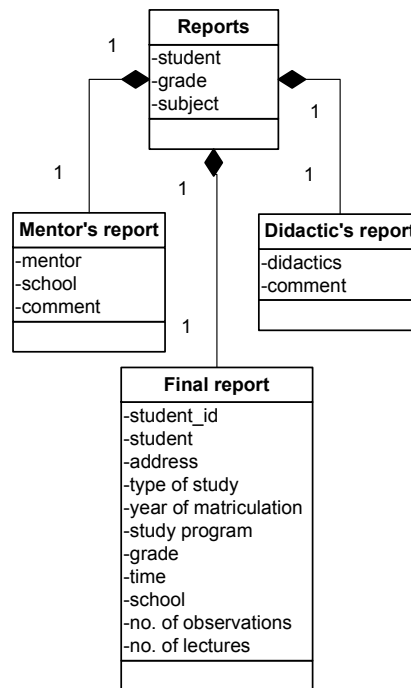 Reports
-student
-grade
-subject
1
1
1
1
1
1
Mentor's report
-mentor
-school
-comment
Didactic's report
-didactics
-comment
Final report
-student_id
-student
-address
-type of study
-year of matriculation
-study program
-grade
-time
-school
-no. of observations
-no. of lectures